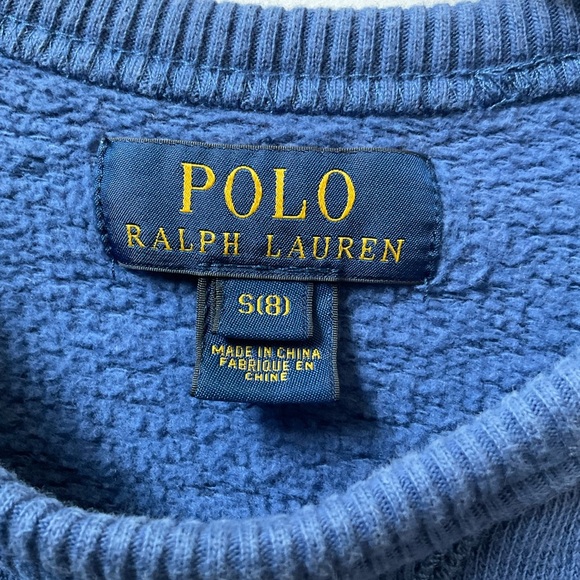 POLO
RALPH LAUREN
S(8)
MADE IN CHINA
FABRIQUE EN
CHINE